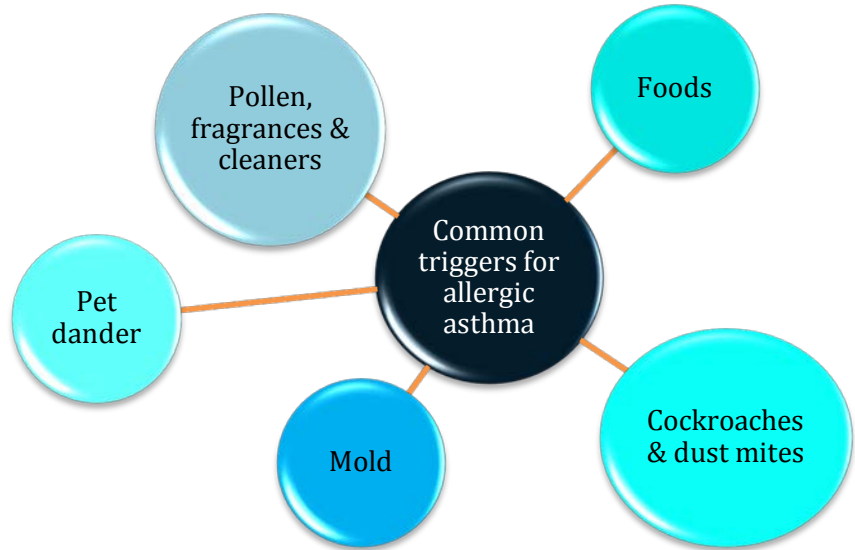 Pollen,
fragrances &
cleaners
Foods
Common
triggers for
allergic
asthma
Pet
dander
Mold
Cockroaches
& dust mites